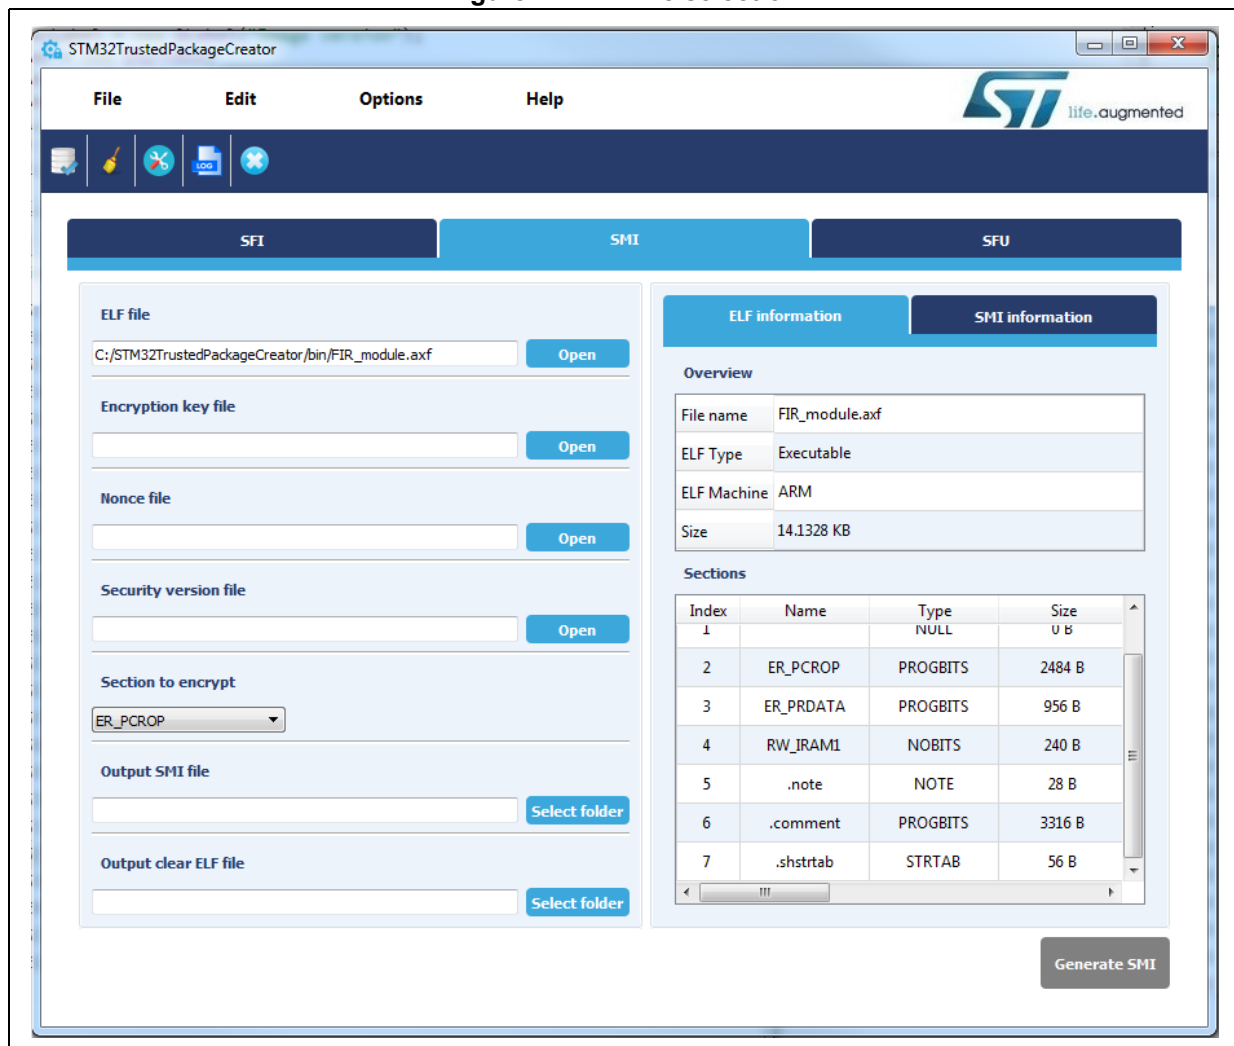 STM32TrustedPackageCreator
File Edit Options Help
life.augmented
LOG
SFI SMI SFU
ELF file
C:/STM32TrustedPackageCreator/bin/FIR_module.axf Open
Encryption key file
Open
Nonce file
Open
Security version file
Open
Section to encrypt
ER_PCROP
Output SMI file
Select folder
Output clear ELF file
Select folder
ELF information SMI information
Overview
File name FIR_module.axf
ELF Type Executable
ELF Machine ARM
Size 14.1328 KB
Sections
Index Name Type Size
1 NULL 0 B
2 ER_PCROP PROGBITS 2484 B
3 ER_PRDATA PROGBITS 956 B
4 RW_IRAM1 NOBITS 240 B
5 .note NOTE 28 B
6 .comment PROGBITS 3316 B
7 .shstrtab STRTAB 56 B
Generate SMI